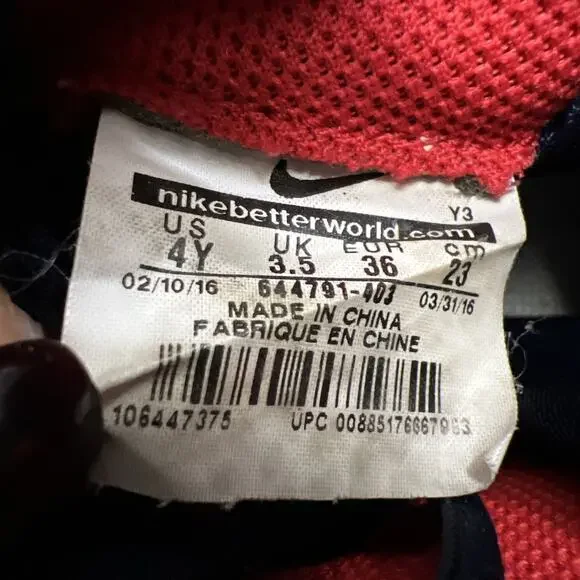 Y3
nikebetterworld.com
US UK EUR cm
4Y 3.5 36 23
02/10/16 644791-403 03/31/16
MADE IN CHINA
FABRIQUE EN CHINE
106447375 UPC